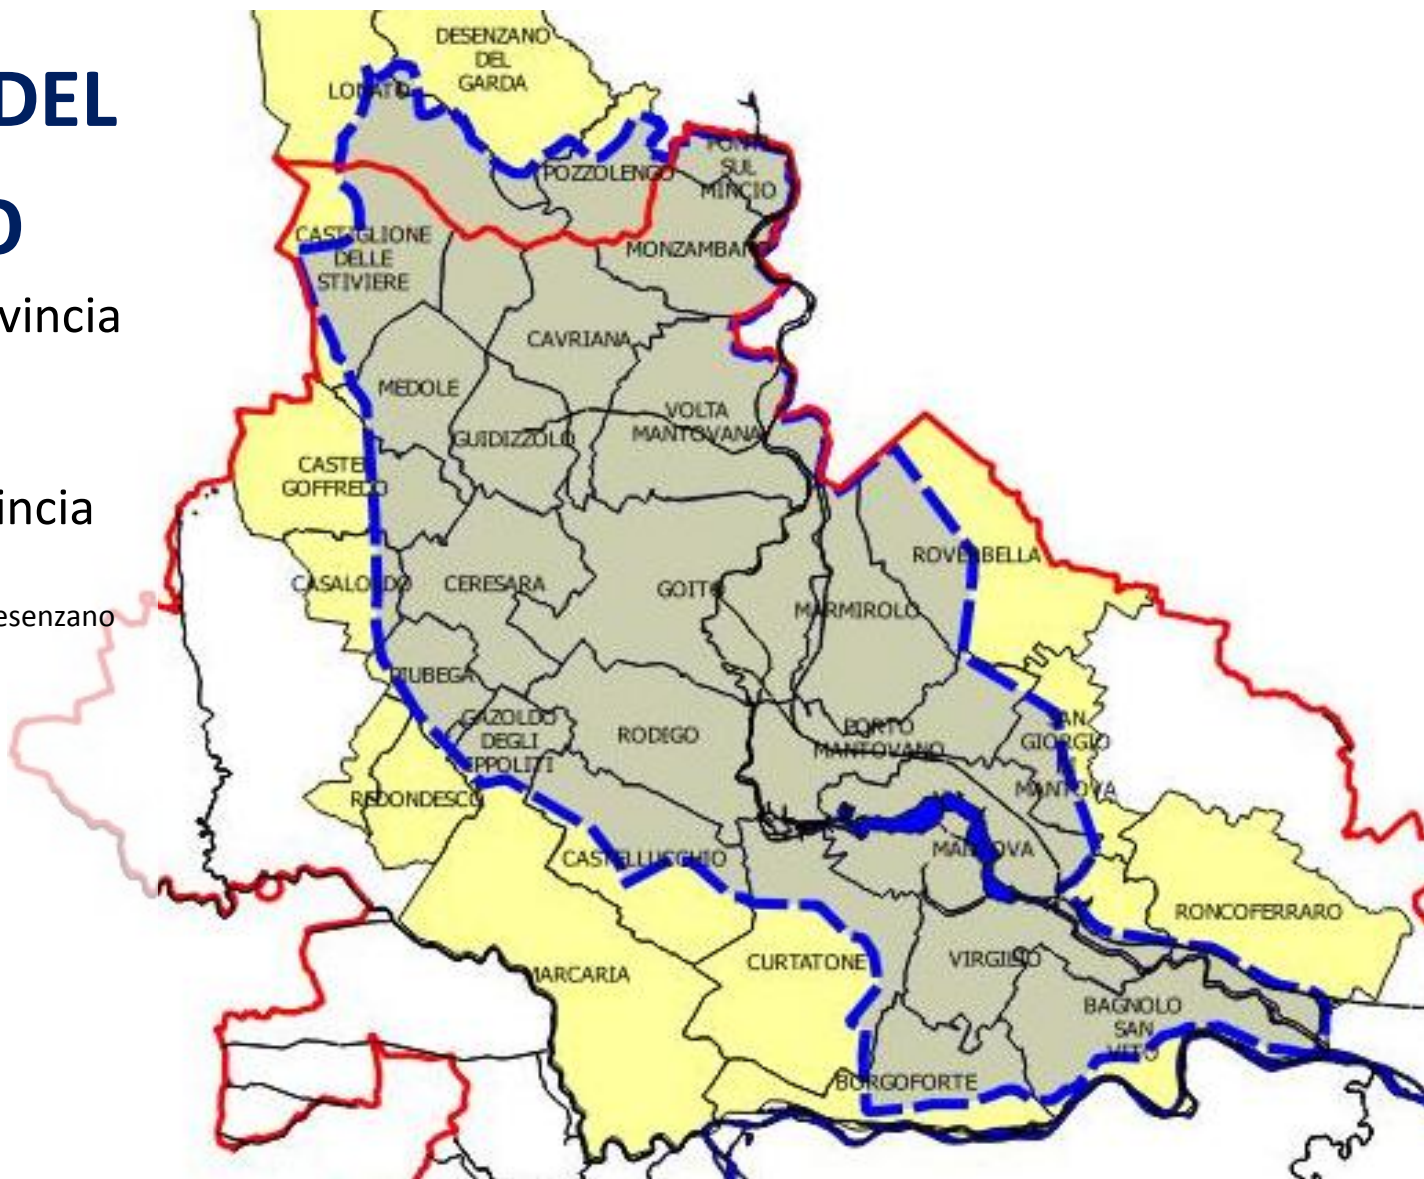 DEL
O
vincia
incia
esenzano
DESENZANO
DEL
GARDA
LONATO
PONTI
SUL
MINCIO
POZZOLENGO
CASTIGLIONE
DELLE
STIVIERE
MONZAMBANO
CAVRIANA
MEDOLE
VOLTA
MANTOVANA
GUIDIZZOLO
CASTEL
GOFFREDO
ROVERBELLA
CASALOLDO
CERESARA
GOITO
MARMIROLO
PIUBEGA
GAZOLDO
DEGLI
IPPOLITI
RODIGO
PORTO
MANTOVANO
SAN
GIORGIO
DI
MANTOVA
REDONDESCO
CASTELLUCCHIO
MANTOVA
RONCOFERRARO
MARCARIA
CURTATONE
VIRGILIO
BAGNOLO
SAN
VITO
BORGOFORTE